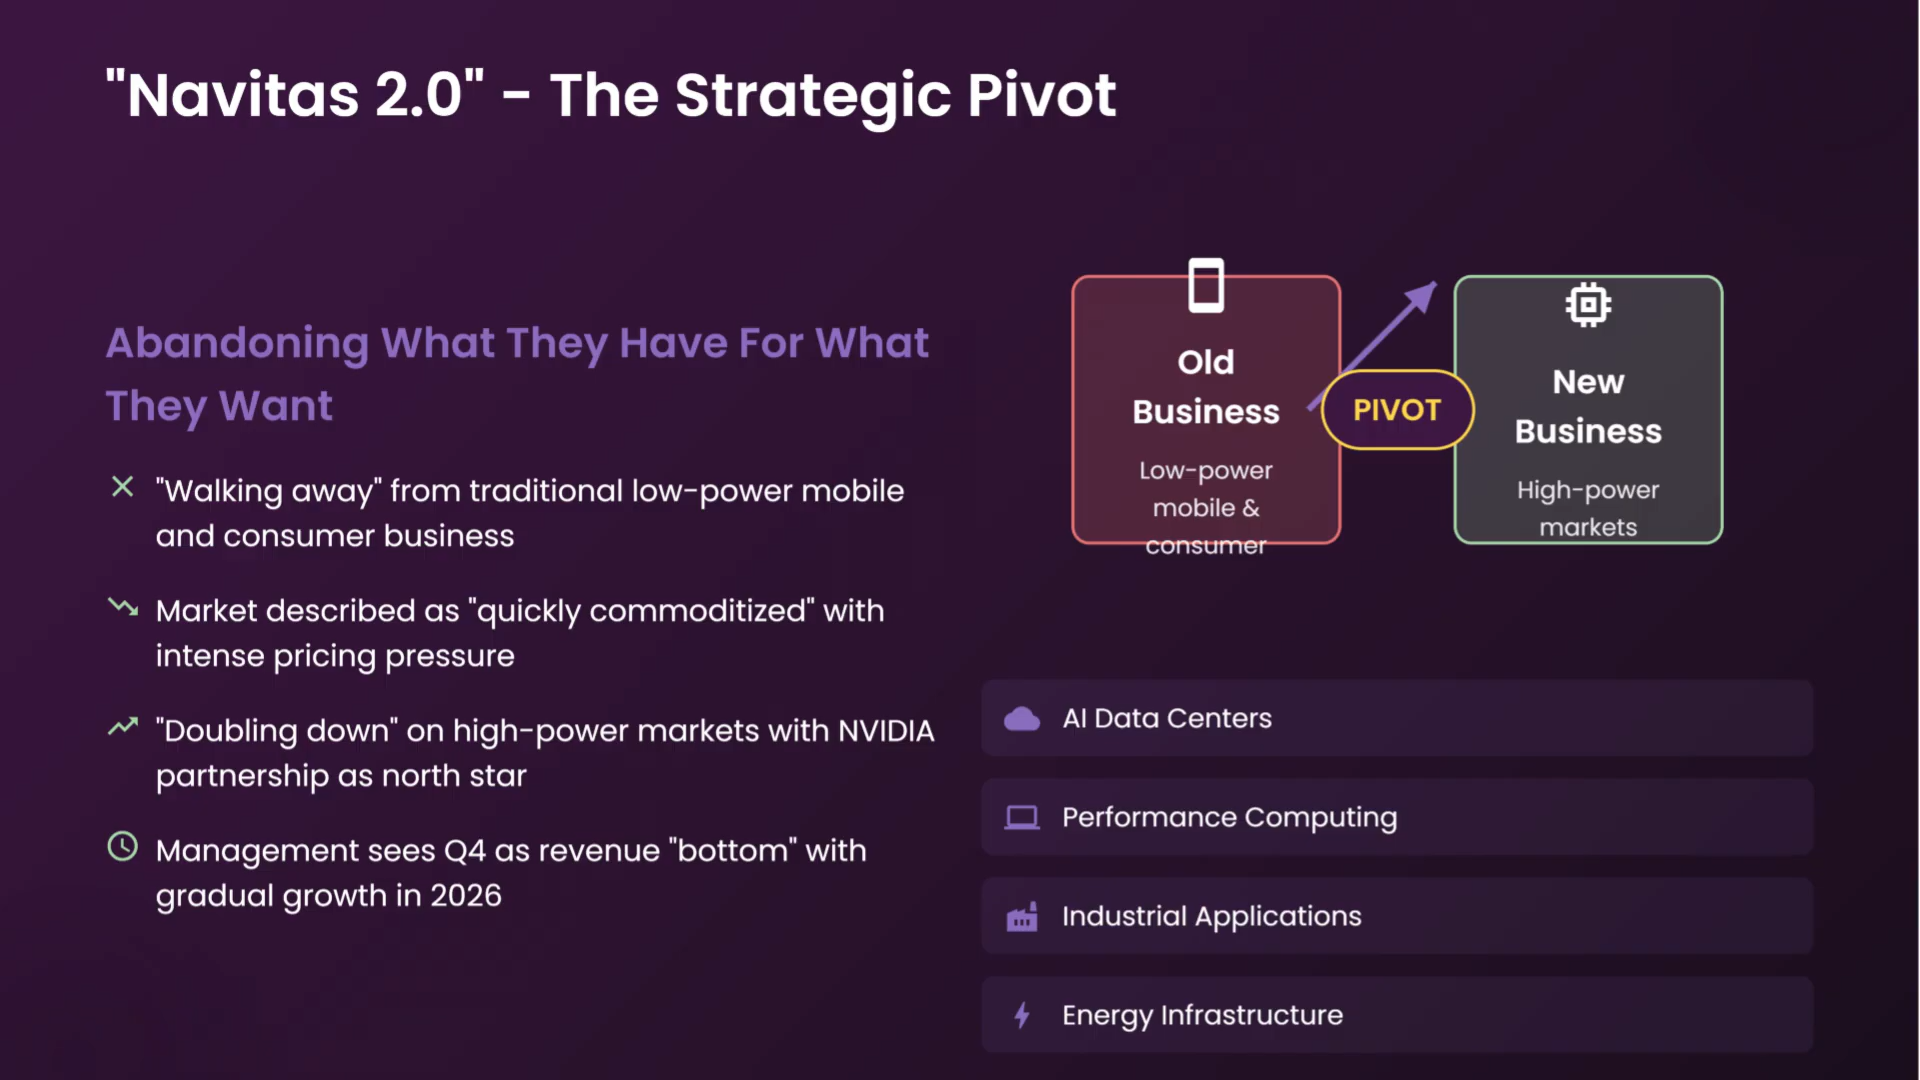 "Navitas 2.0" - The Strategic Pivot
Abandoning What They Have For What
They Want
"Walking away" from traditional low-power mobile
and consumer business
Market described as "quickly commoditized" with
intense pricing pressure
"Doubling down" on high-power markets with NVIDIA
partnership as north star
Management sees Q4 as revenue "bottom" with
gradual growth in 2026
Old
Business
Low-power
mobile &
consumer
PIVOT
New
Business
High-power
markets
AI Data Centers
Performance Computing
Industrial Applications
Energy Infrastructure